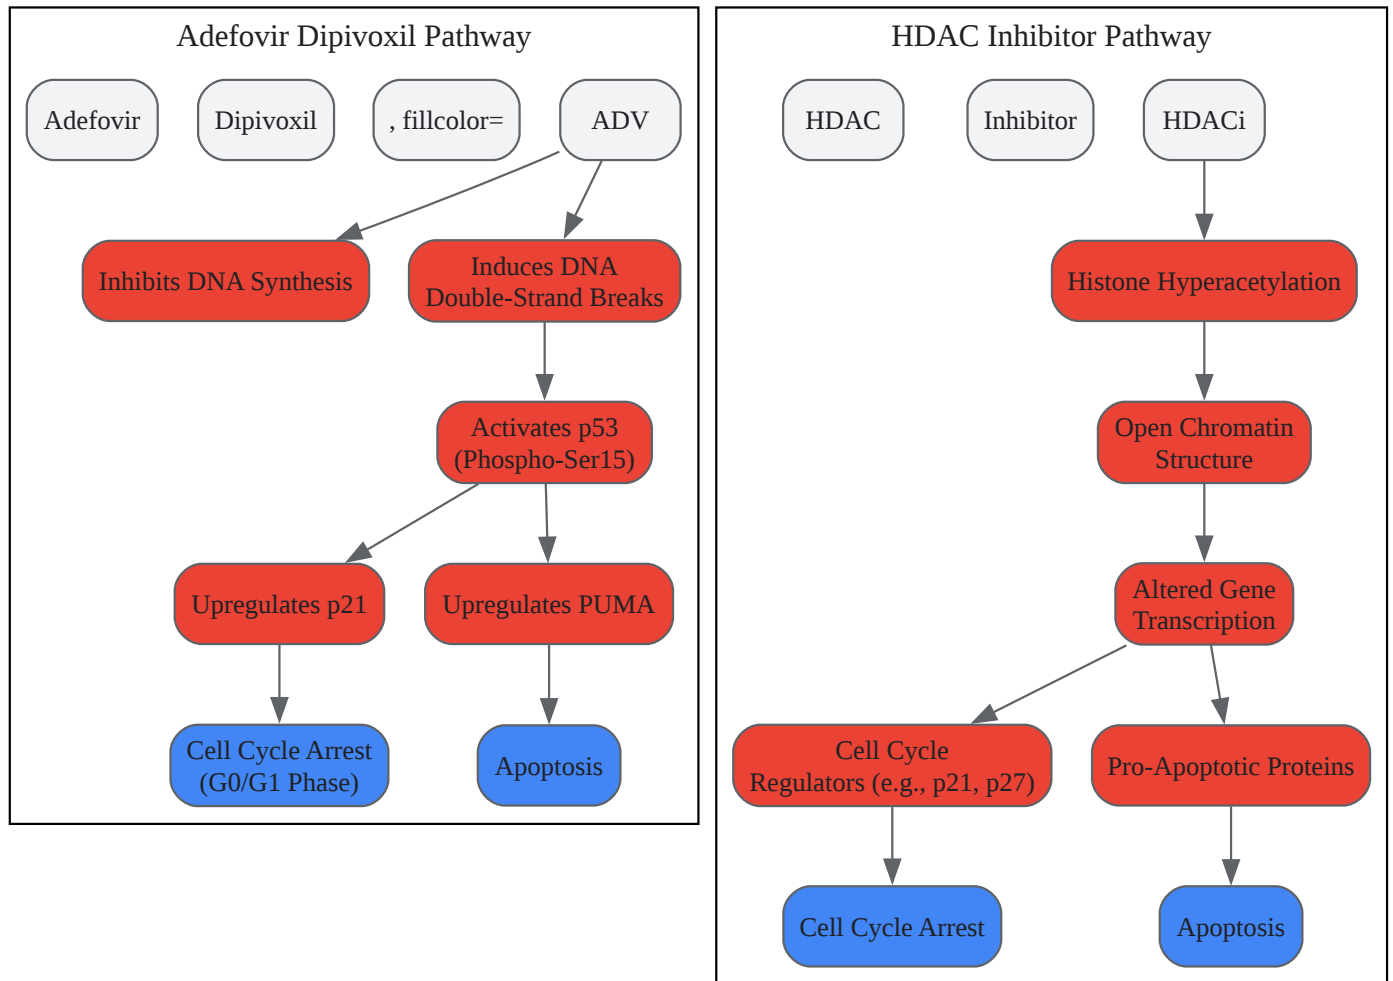 Adefovir Dipivoxil Pathway
Adefovir
Dipivoxil
, fillcolor=
ADV
Inhibits DNA Synthesis
Induces DNA
Double-Strand Breaks
Activates p53
(Phospho-Ser15)
Upregulates p21
Upregulates PUMA
Cell Cycle Arrest
(G0/G1 Phase)
Apoptosis
HDAC Inhibitor Pathway
HDAC
Inhibitor
HDACi
Histone Hyperacetylation
Open Chromatin
Structure
Altered Gene
Transcription
Cell Cycle
Regulators (e.g., p21, p27)
Pro-Apoptotic Proteins
Cell Cycle Arrest
Apoptosis